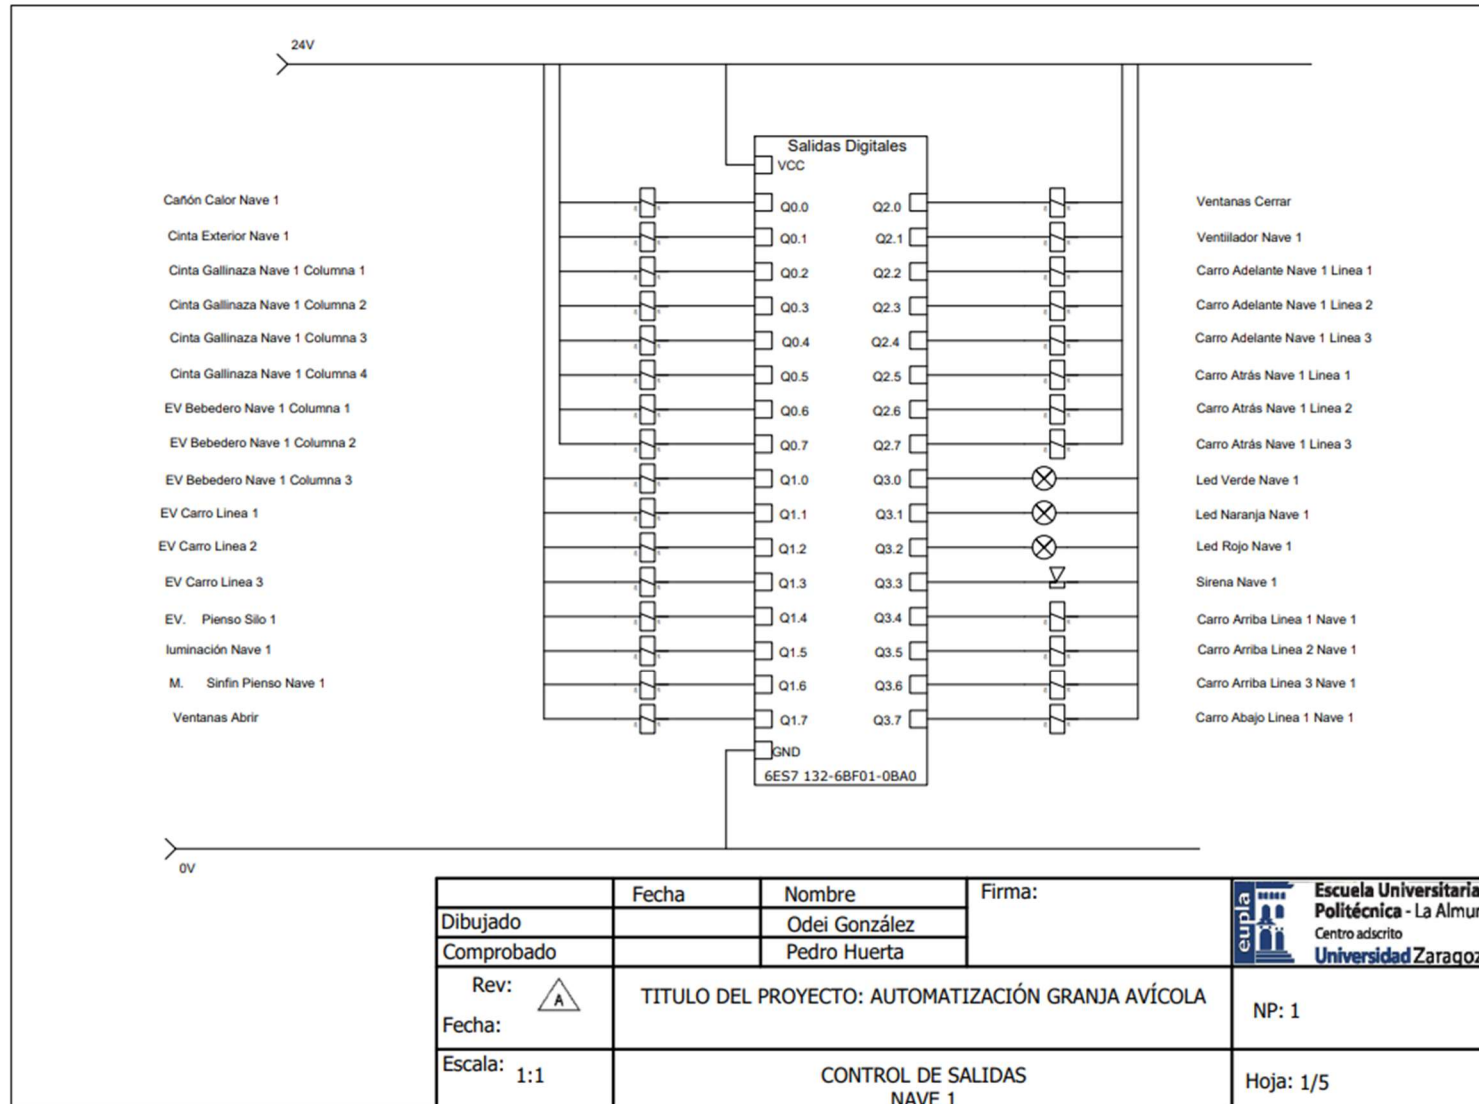 24V
Salidas Digitales
VCC
Cañón Calor Nave 1
Q0.0
Q2.0
Ventanas Cerrar
Cinta Exterior Nave 1
Q0.1
Q2.1
Ventiilador Nave 1
Cinta Gallinaza Nave 1 Columna 1
Q0.2
Q2.2
Carro Adelante Nave 1 Linea 1
Cinta Gallinaza Nave 1 Columna 2
Q0.3
Q2.3
Carro Adelante Nave 1 Linea 2
Cinta Gallinaza Nave 1 Columna 3
Q0.4
Q2.4
Carro Adelante Nave 1 Linea 3
Cinta Gallinaza Nave 1 Columna 4
Q0.5
Q2.5
Carro Atrás Nave 1 Linea 1
EV Bebedero Nave 1 Columna 1
Q0.6
Q2.6
Carro Atrás Nave 1 Linea 2
EV Bebedero Nave 1 Columna 2
Q0.7
Q2.7
Carro Atrás Nave 1 Linea 3
EV Bebedero Nave 1 Columna 3
Q1.0
Q3.0
Led Verde Nave 1
EV Carro Linea 1
Q1.1
Q3.1
Led Naranja Nave 1
EV Carro Linea 2
Q1.2
Q3.2
Led Rojo Nave 1
EV Carro Linea 3
Q1.3
Q3.3
Sirena Nave 1
EV. Pienso Silo 1
Q1.4
Q3.4
Carro Arriba Linea 1 Nave 1
luminación Nave 1
Q1.5
Q3.5
Carro Arriba Linea 2 Nave 1
M. Sinfin Pienso Nave 1
Q1.6
Q3.6
Carro Arriba Linea 3 Nave 1
Ventanas Abrir
Q1.7
Q3.7
Carro Abajo Linea 1 Nave 1
GND
6ES7 132-6BF01-0BA0
0V
Fecha
Nombre
Firma:
Dibujado
Odei González
Comprobado
Pedro Huerta
eupla
Escuela Universitaria
Politécnica - La Almun
Centro adscrito
Universidad Zaragoz
Rev:
A
Fecha:
TITULO DEL PROYECTO: AUTOMATIZACIÓN GRANJA AVÍCOLA
NP: 1
Escala: 1:1
CONTROL DE SALIDAS
NAVE 1
Hoja: 1/5